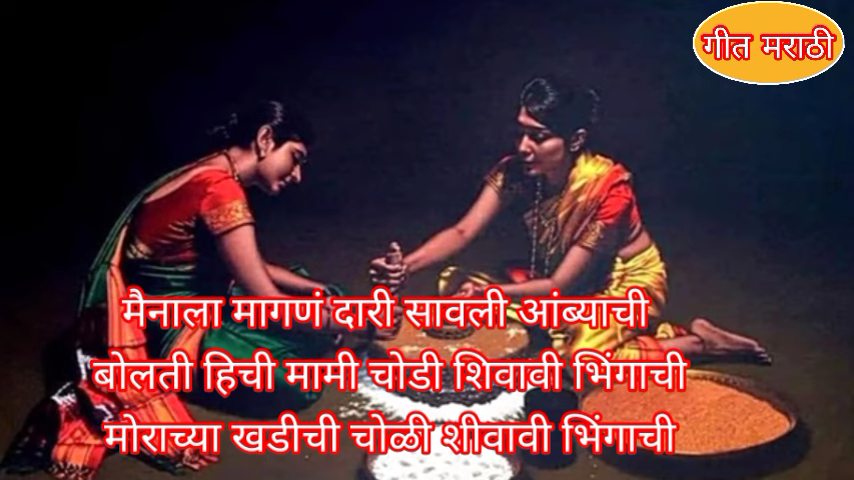 गीत मराठी
मैनाला मागणं दारी सावली आंब्याची
बोलती हिची मामी चोडी शिवावी भिंगाची
मोराच्या खडीची चोळी शीवावी भिंगाची